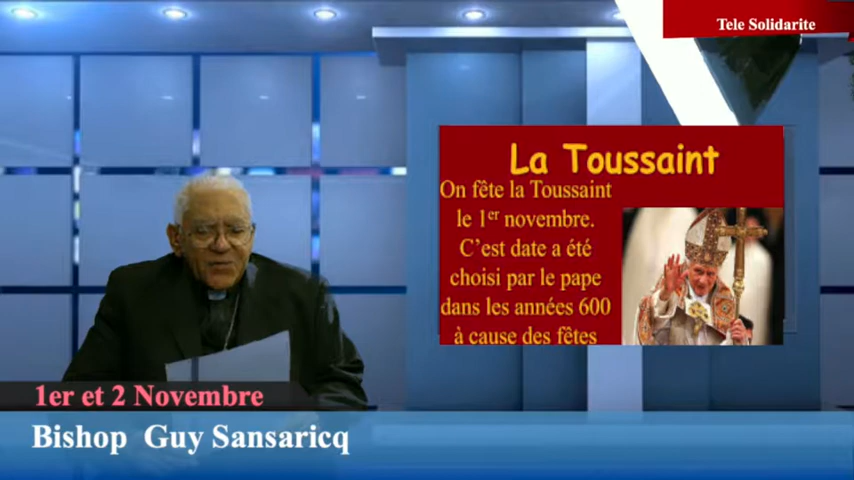 Tele Solidarite
La Toussaint
On fête la Toussaint
le 1er novembre.
C'est date a été
choisi par le pape
dans les années 600
à cause des fêtes
1er et 2 Novembre
Bishop Guy Sansaricq